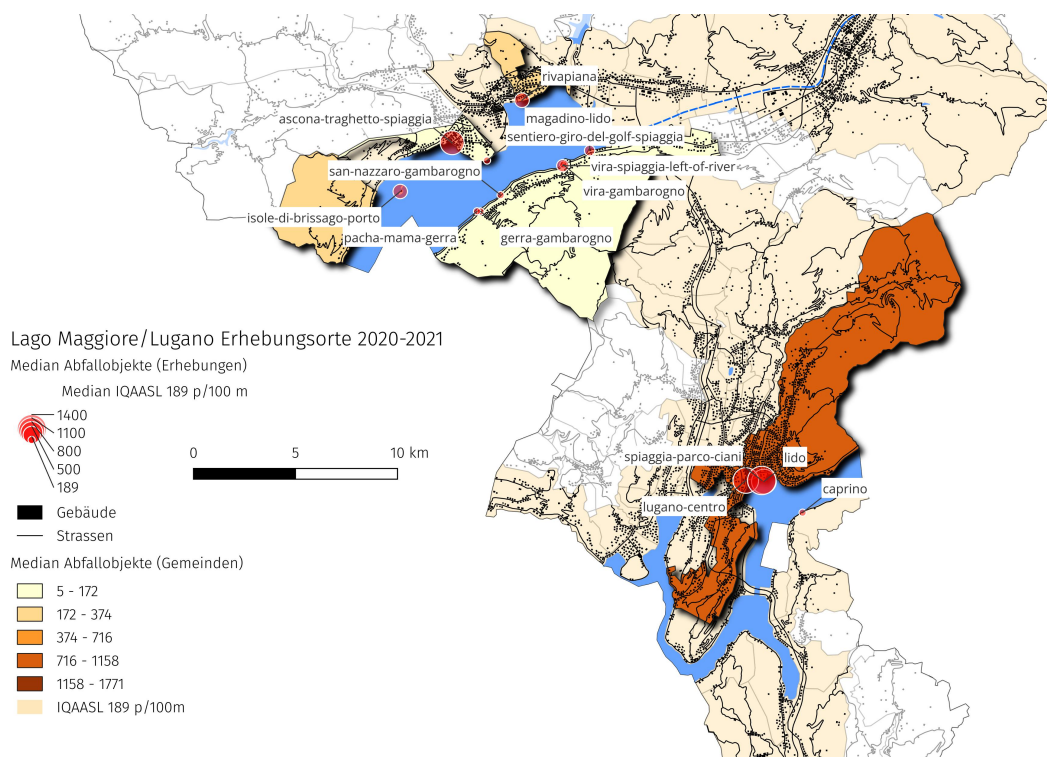 rivapiana
ascona-traghetto-spiaggia
magadino-lido
sentiero-giro-del-golf-spiaggia
san-nazzaro-gambarogno
vira-spiaggia-left-of-river
vira-gambarogno
isole-di-brissago-porto
pacha-mama-gerra
gerra-gambarogno
Lago Maggiore/Lugano Erhebungsorte 2020-2021
Median Abfallobjekte (Erhebungen)
Median IQAASL 189 p/100 m
1400
1100
800
500
189
0 5 10 km
spiaggia-parco-ciani
lido
caprino
lugano-centro
Gebäude
Strassen
Median Abfallobjekte (Gemeinden)
5 - 172
172 - 374
374 - 716
716 - 1158
1158 - 1771
IQAASL 189 p/100m